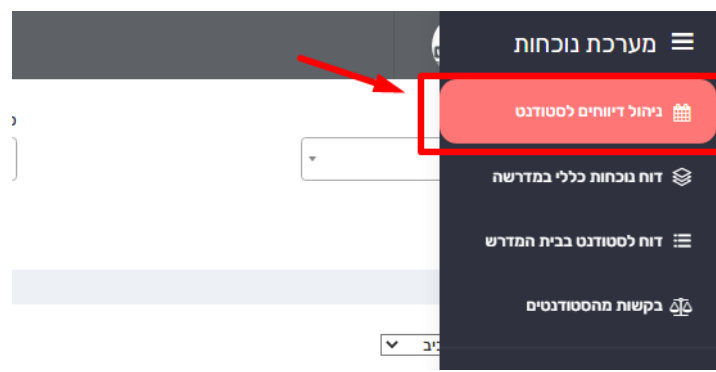 מערכת נוכחות
ניהול דיווחים לסטודנט
דוח נוכחות כללי במדרשה
דוח לסטודנט בבית המדרש
בקשות מהסטודנטים